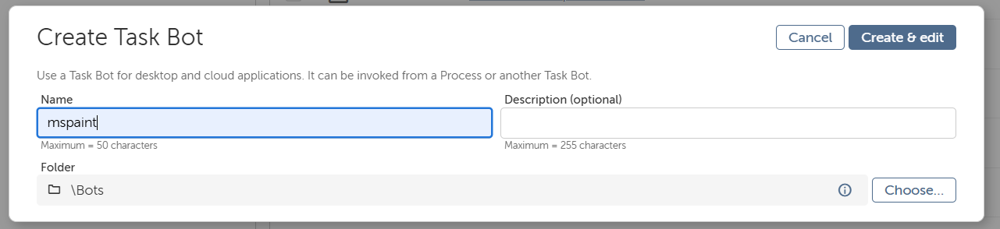 Create Task Bot
Cancel
Create & edit
Use a Task Bot for desktop and cloud applications. It can be invoked from a Process or another Task Bot.
Name
Description (optional)
mspaint
Maximum = 50 characters
Maximum = 255 characters
Folder
\Bots
Choose...